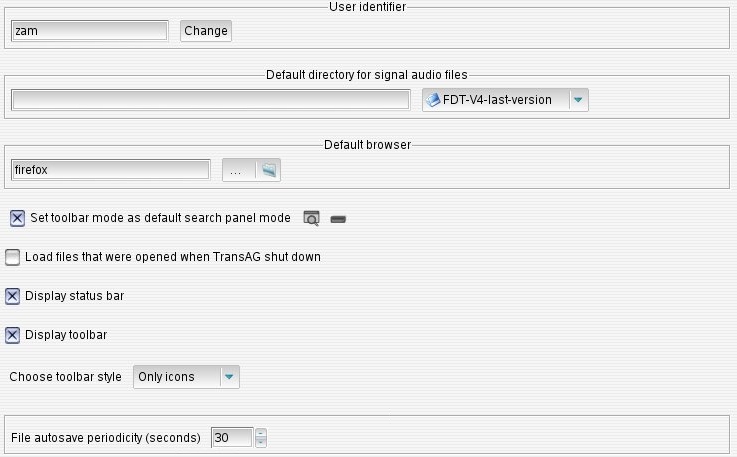 User identifier
zam Change
Default directory for signal audio files
FDT-V4-last-version
Default browser
firefox ...
Set toolbar mode as default search panel mode
Load files that were opened when TransAG shut down
Display status bar
Display toolbar
Choose toolbar style Only icons
File autosave periodicity (seconds) 30